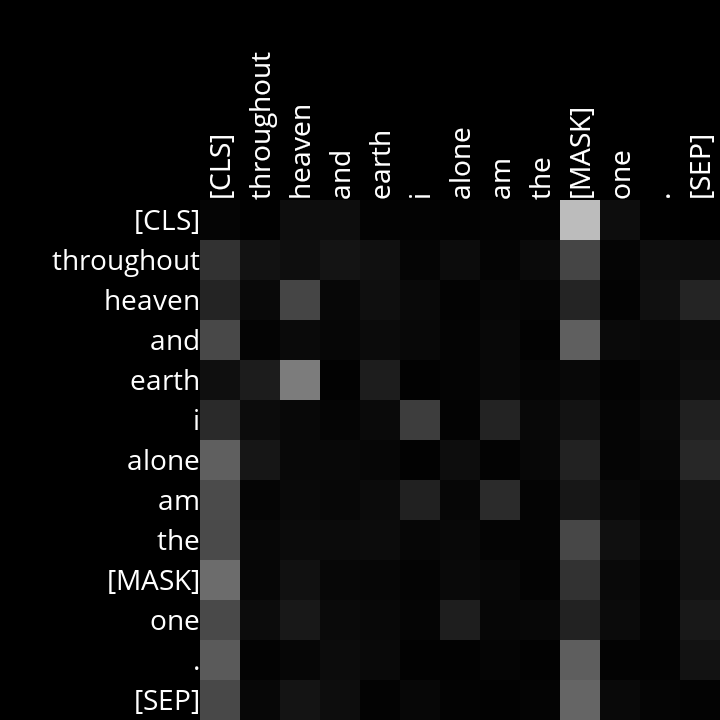 [CLS] throughout heaven and earth i alone am the [MASK] one . [SEP]
[CLS]
throughout
heaven
and
earth
i
alone
am
the
[MASK]
one
.
[SEP]